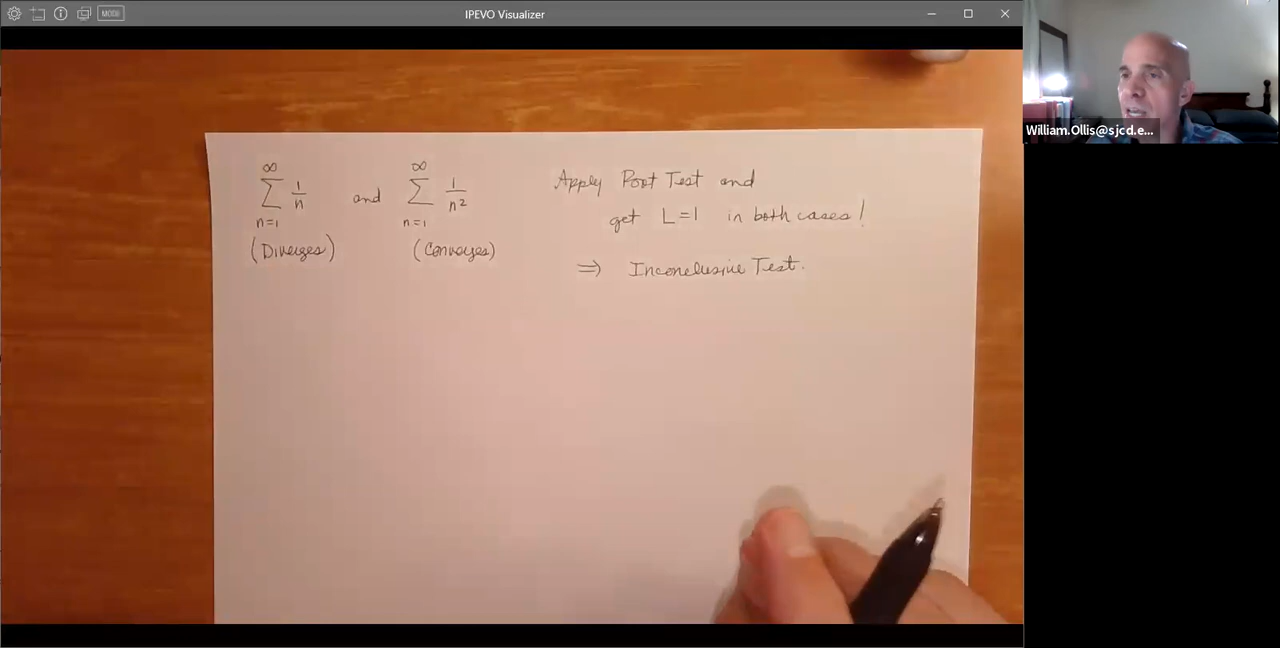 IPEVO Visualizer
MODE
William.Ollis@sjcd.e...
∞ ∞
∑ 1/n and ∑ 1/n² Apply Root Test and
n=1 n=1 get L=1 in both cases!
(Diverges) (Converges)
⇒ Inconclusive Test.